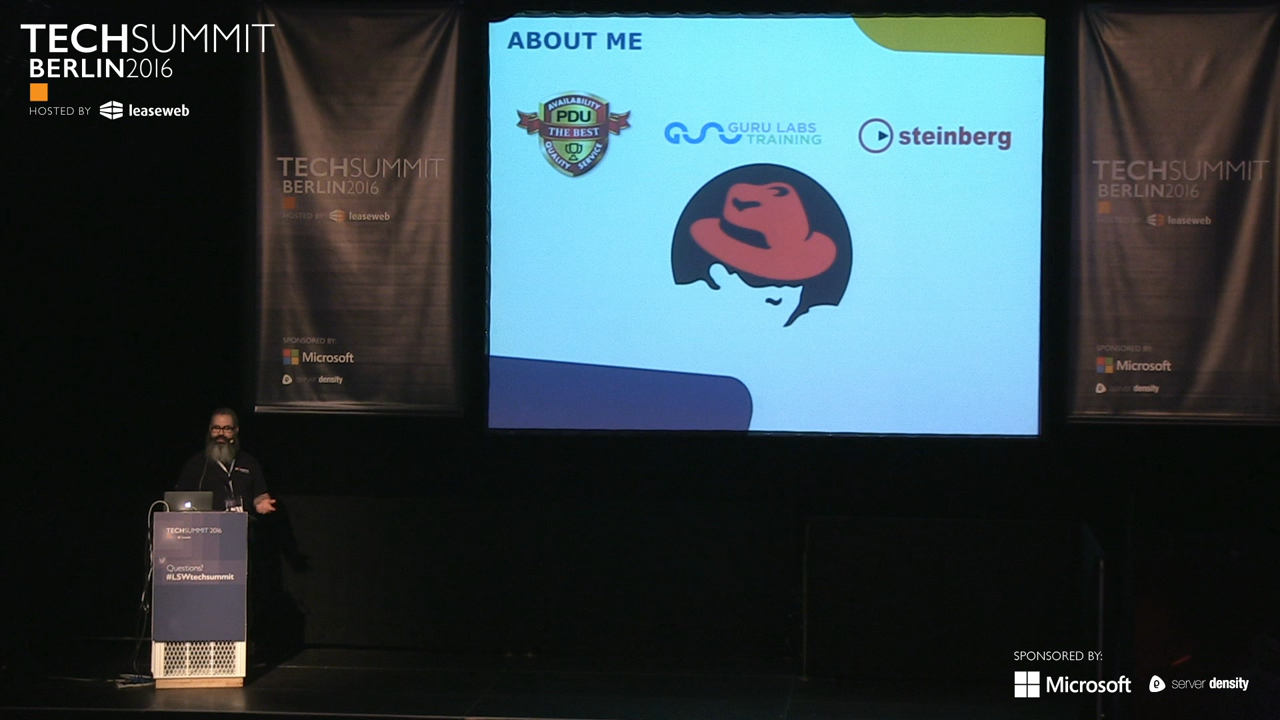 TECHSUMMIT
BERLIN2016
HOSTED BY leaseweb
ABOUT ME
AVAILABILITY
PDU
THE BEST
QUALITY SERVICE
GURU LABS
TRAINING
steinberg
TECHSUMMIT
BERLIN2016
HOSTED BY leaseweb
SPONSORED BY:
Microsoft
server density
TECHSUMMIT
BERLIN2016
HOSTED BY leaseweb
SPONSORED BY:
Microsoft
server density
TECHSUMMIT 2016
Questions?
#LSWtechsummit
SPONSORED BY:
Microsoft
server density